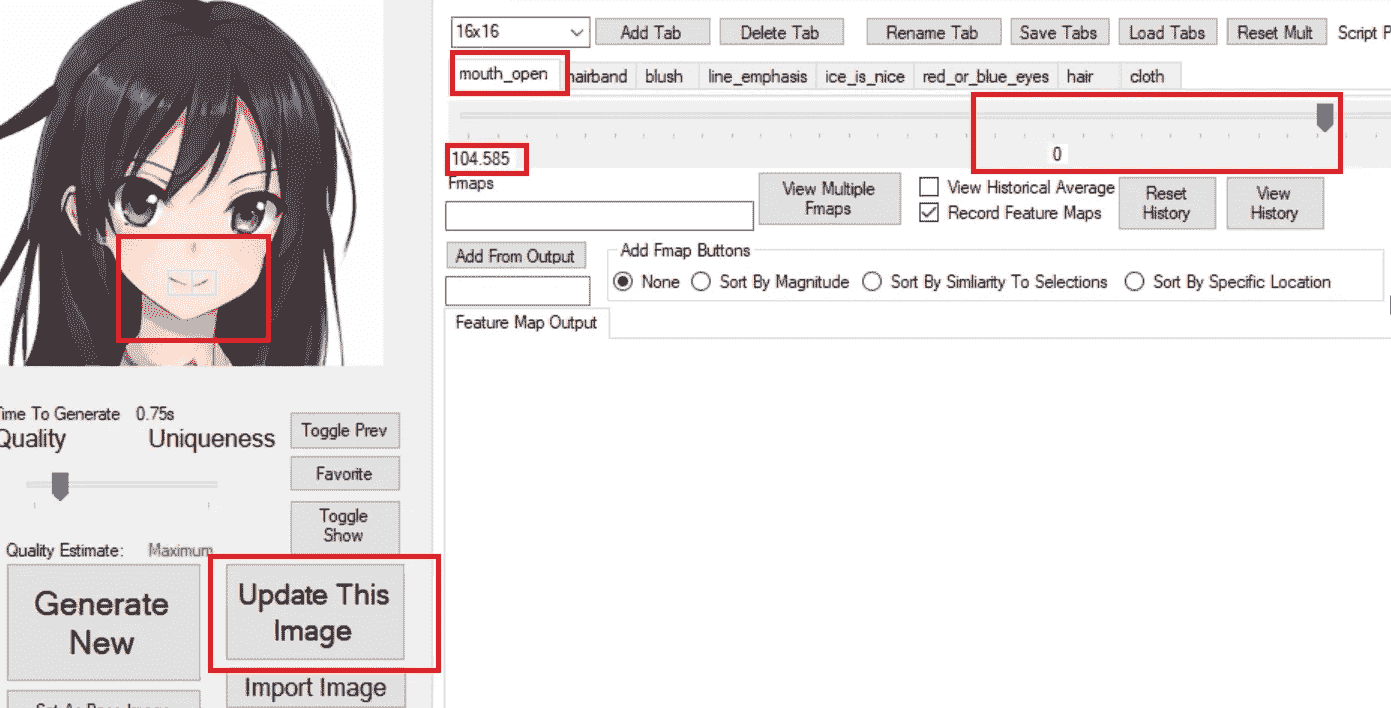 16x16 Add Tab Delete Tab Rename Tab Save Tabs Load Tabs Reset Mult Script
mouth_open hairband blush line_emphasis ice_is_nice red_or_blue_eyes hair cloth
104.585 0
Fmaps
View Multiple
Fmaps
View Historical Average
Record Feature Maps
Reset
History
View
History
Add From Output
Add Fmap Buttons
None Sort By Magnitude Sort By Simliarity To Selections Sort By Specific Location
Feature Map Output
Time To Generate 0.75s
Quality Uniqueness
Toggle Prev
Favorite
Toggle
Show
Quality Estimate: Maximum
Generate
New
Update This
Image
Import Image